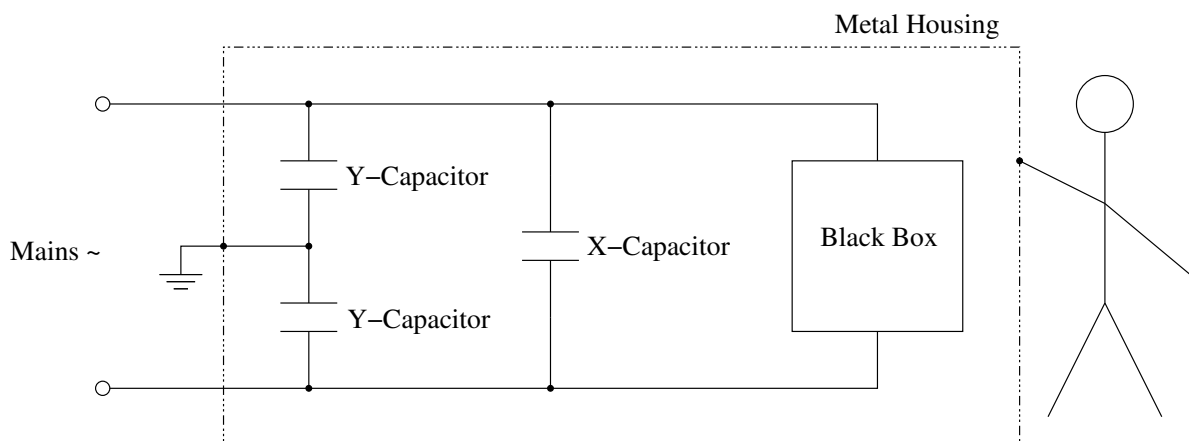 Metal Housing
Y−Capacitor
Mains ~
X−Capacitor
Black Box
Y−Capacitor